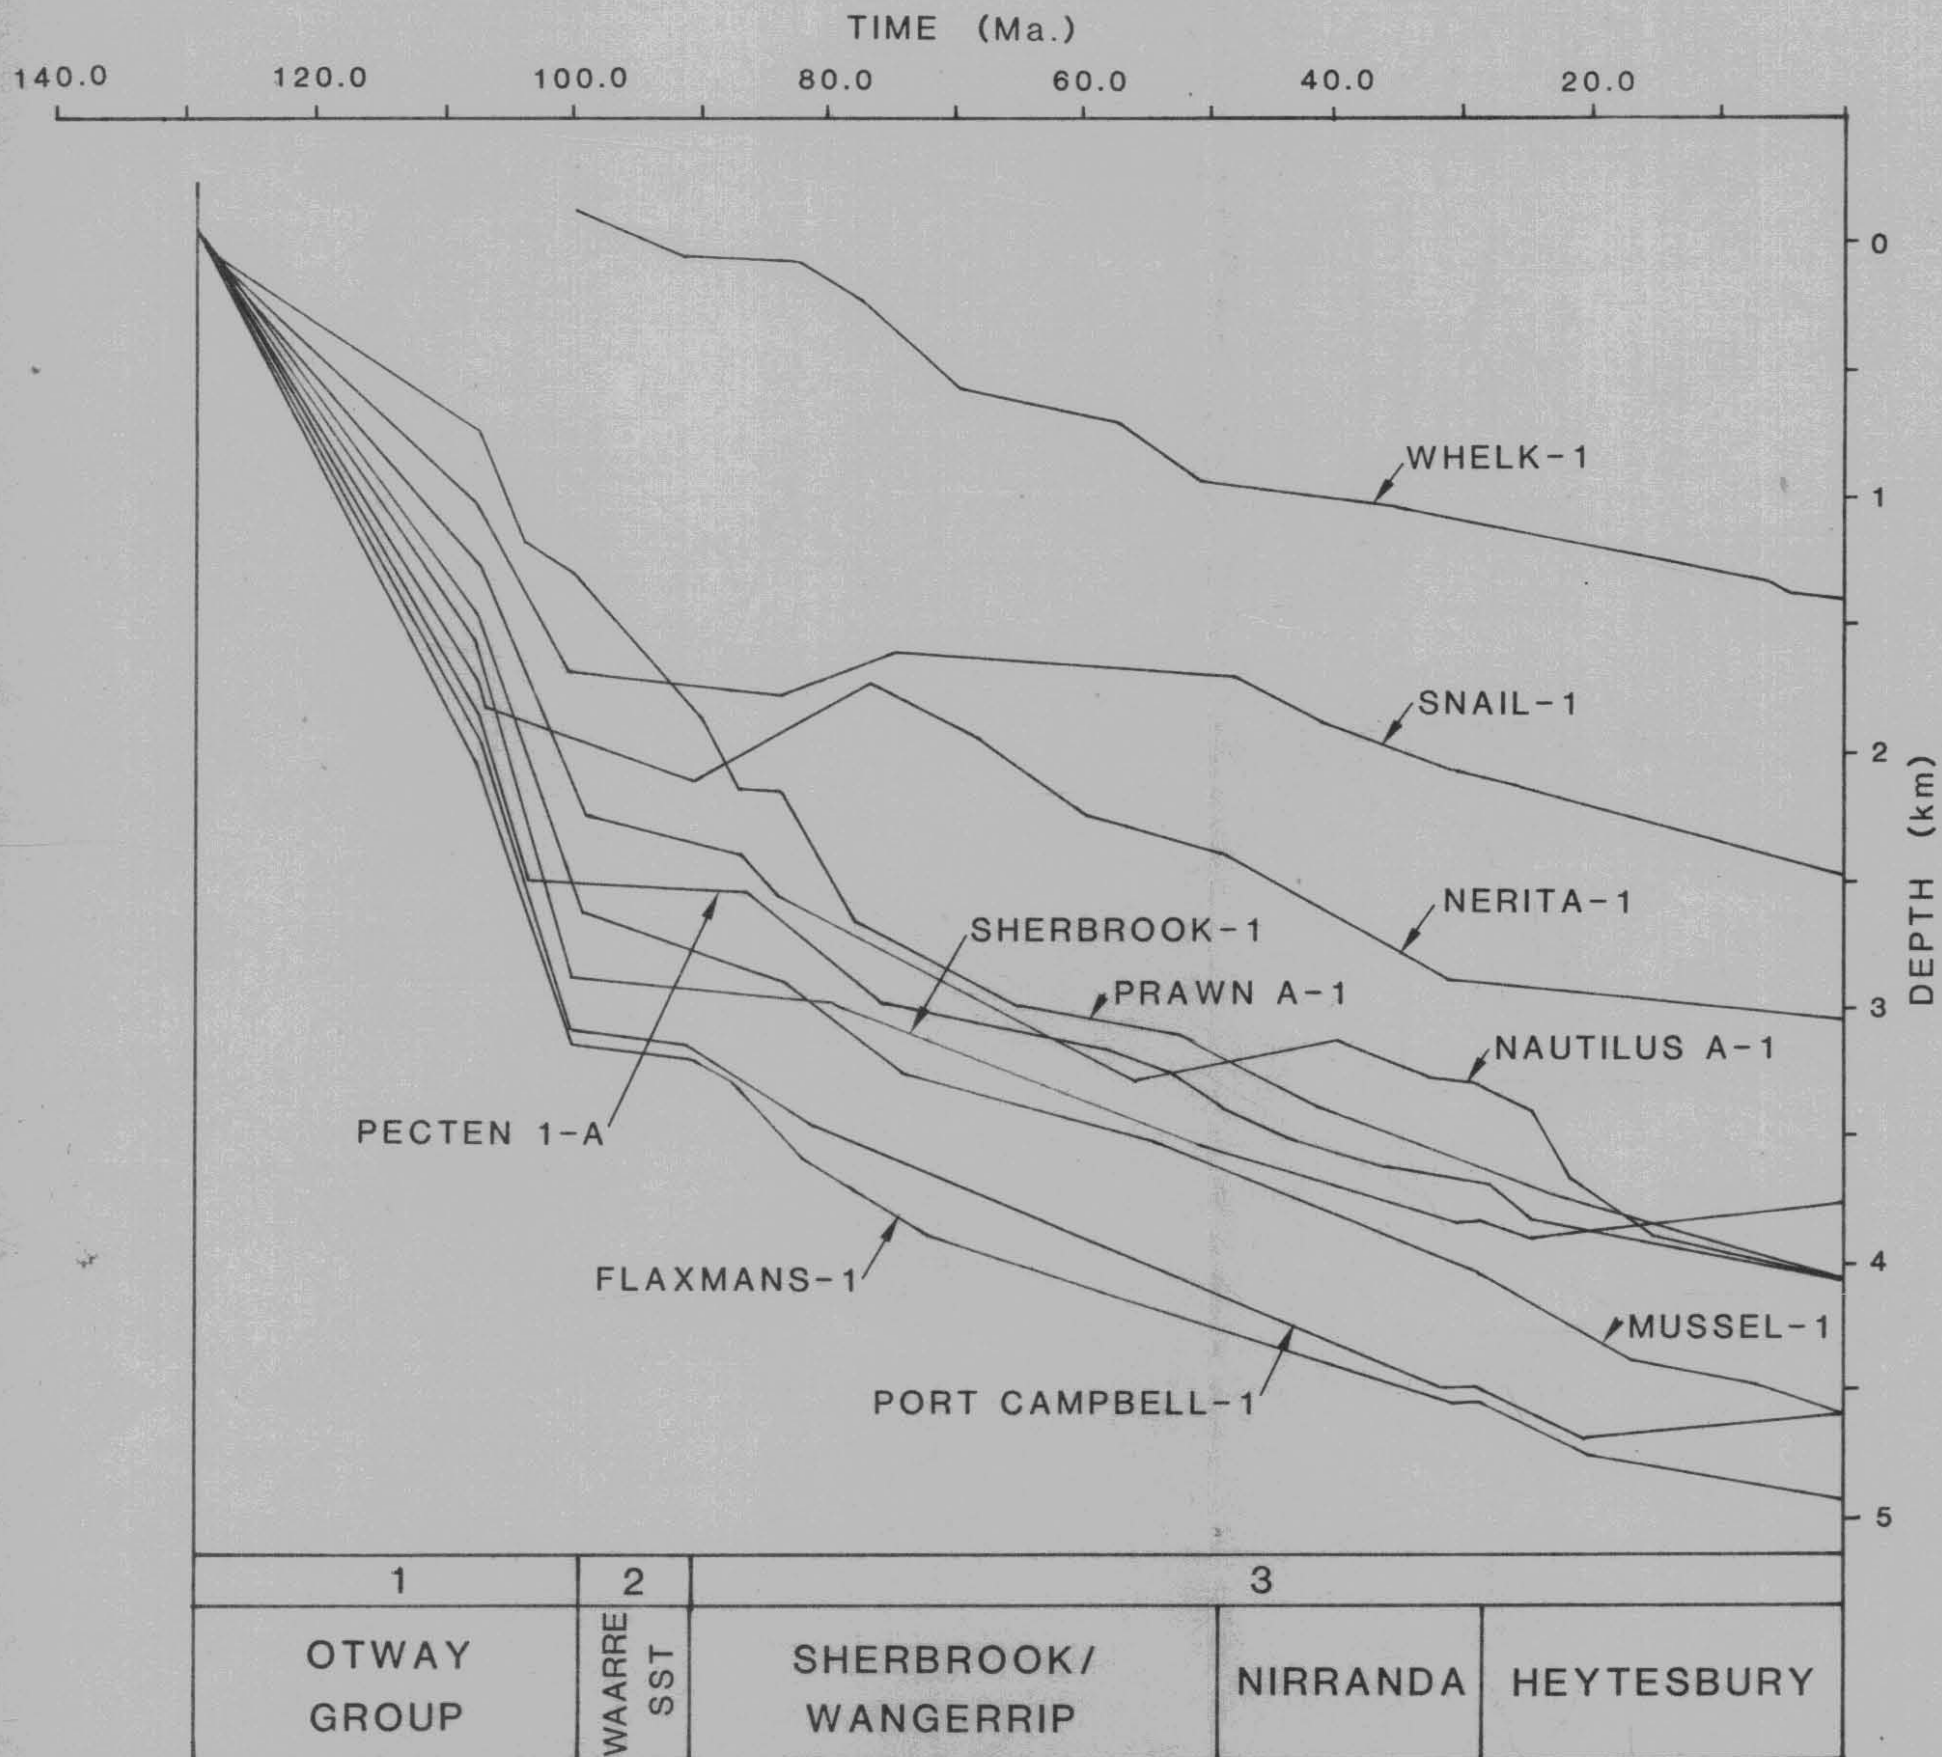 TIME (Ma.)
140.0 120.0 100.0 80.0 60.0 40.0 20.0
0
WHELK-1
1
SNAIL-1
2
NERITA-1
SHERBROOK-1
PRAWN A-1
3
NAUTILUS A-1
DEPTH (km)
PECTEN 1-A
FLAXMANS-1
4
MUSSEL-1
PORT CAMPBELL-1
5
1 2 3
OTWAY
GROUP
WAARRE
SST
SHERBROOK/
WANGERRIP
NIRRANDA
HEYTESBURY